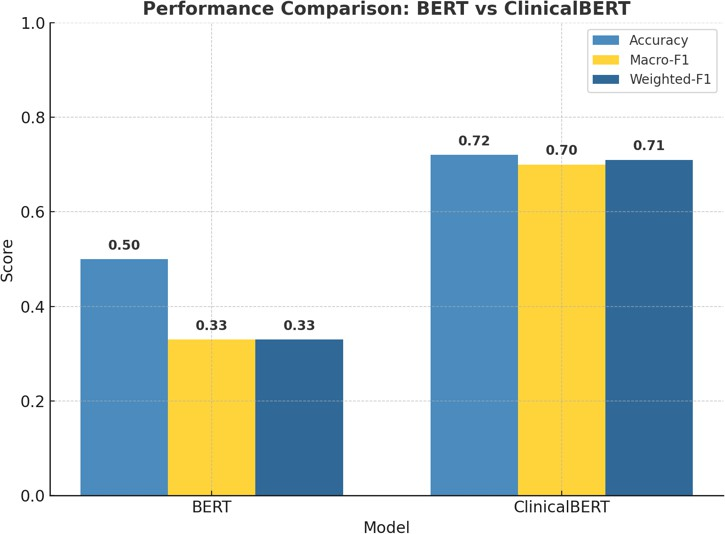 Performance Comparison: BERT vs ClinicalBERT
1.0
Accuracy
Macro-F1
Weighted-F1
0.8
0.72
0.70
0.71
0.6
0.50
Score
0.4
0.33
0.33
0.2
0.0
BERT
ClinicalBERT
Model